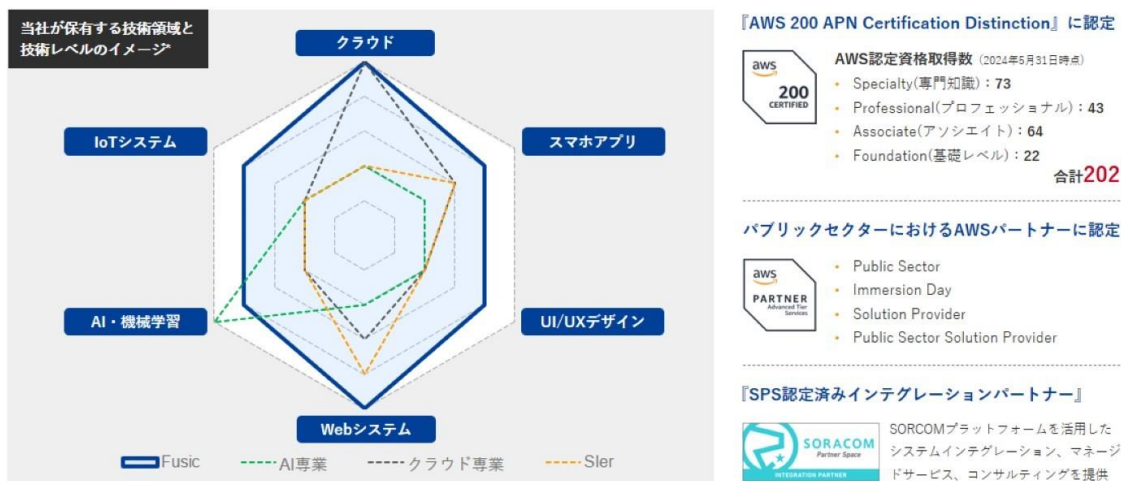 当社が保有する技術領域と
技術レベルのイメージ*
クラウド
スマホアプリ
UI/UXデザイン
Webシステム
AI・機械学習
IoTシステム
Fusic
AI専業
クラウド専業
SIer
『AWS 200 APN Certification Distinction』に認定
aws
200
CERTIFIED
AWS認定資格取得数 (2024年5月31日時点)
• Specialty(専門知識):73
• Professional(プロフェッショナル):43
• Associate(アソシエイト):64
• Foundation(基礎レベル):22
合計202
パブリックセクターにおけるAWSパートナーに認定
aws
PARTNER
Advanced Tier
Services
• Public Sector
• Immersion Day
• Solution Provider
• Public Sector Solution Provider
『SPS認定済みインテグレーションパートナー』
SORACOM
Partner Space
INTEGRATION PARTNER
SORCOMプラットフォームを活用した
システムインテグレーション、マネージ
ドサービス、コンサルティングを提供